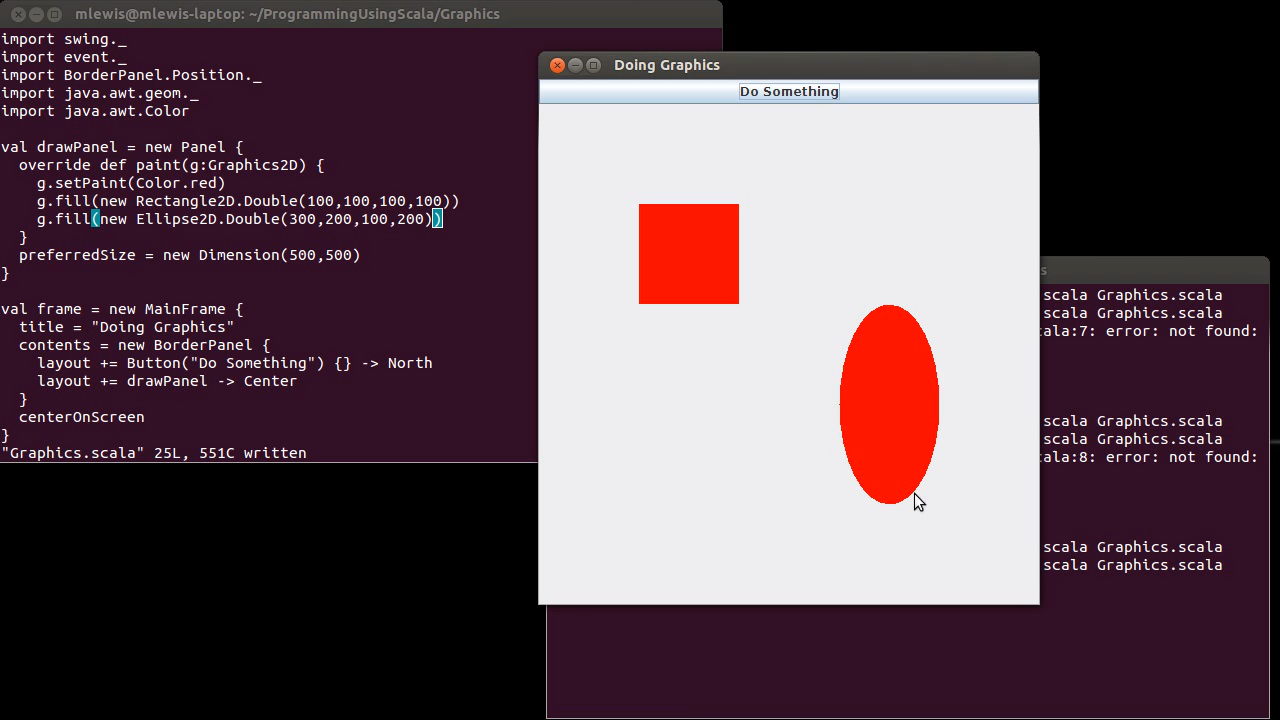 mlewis@mlewis-laptop: ~/ProgrammingUsingScala/Graphics
import swing._
import event._
import BorderPanel.Position._
import java.awt.geom._
import java.awt.Color
val drawPanel = new Panel {
override def paint(g:Graphics2D) {
g.setPaint(Color.red)
g.fill(new Rectangle2D.Double(100,100,100,100))
g.fill(new Ellipse2D.Double(300,200,100,200))
}
preferredSize = new Dimension(500,500)
}
val frame = new MainFrame {
title = "Doing Graphics"
contents = new BorderPanel {
layout += Button("Do Something") {} -> North
layout += drawPanel -> Center
}
centerOnScreen
}
"Graphics.scala" 25L, 551C written
Doing Graphics
Do Something
s
scala Graphics.scala
scala Graphics.scala
cala:7: error: not found:
scala Graphics.scala
scala Graphics.scala
cala:8: error: not found:
scala Graphics.scala
scala Graphics.scala